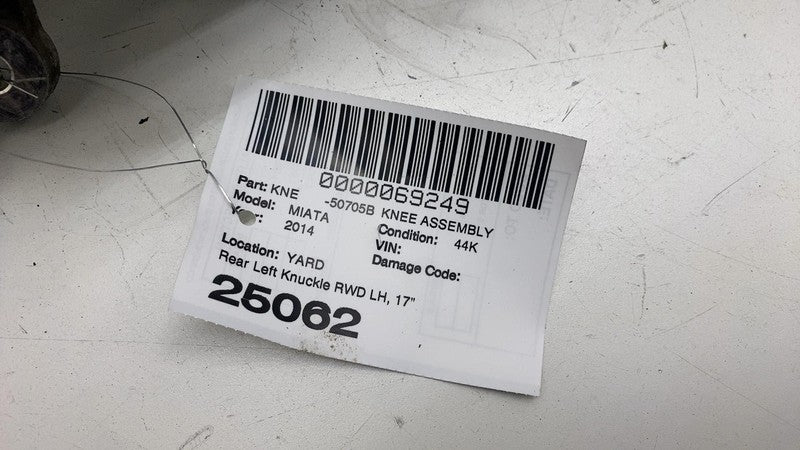 0000069249
Part: KNE -50705B KNEE ASSEMBLY
Model: MIATA Condition: 44K
Year: 2014 VIN:
Damage Code:
Location: YARD
Rear Left Knuckle RWD LH, 17"
25062